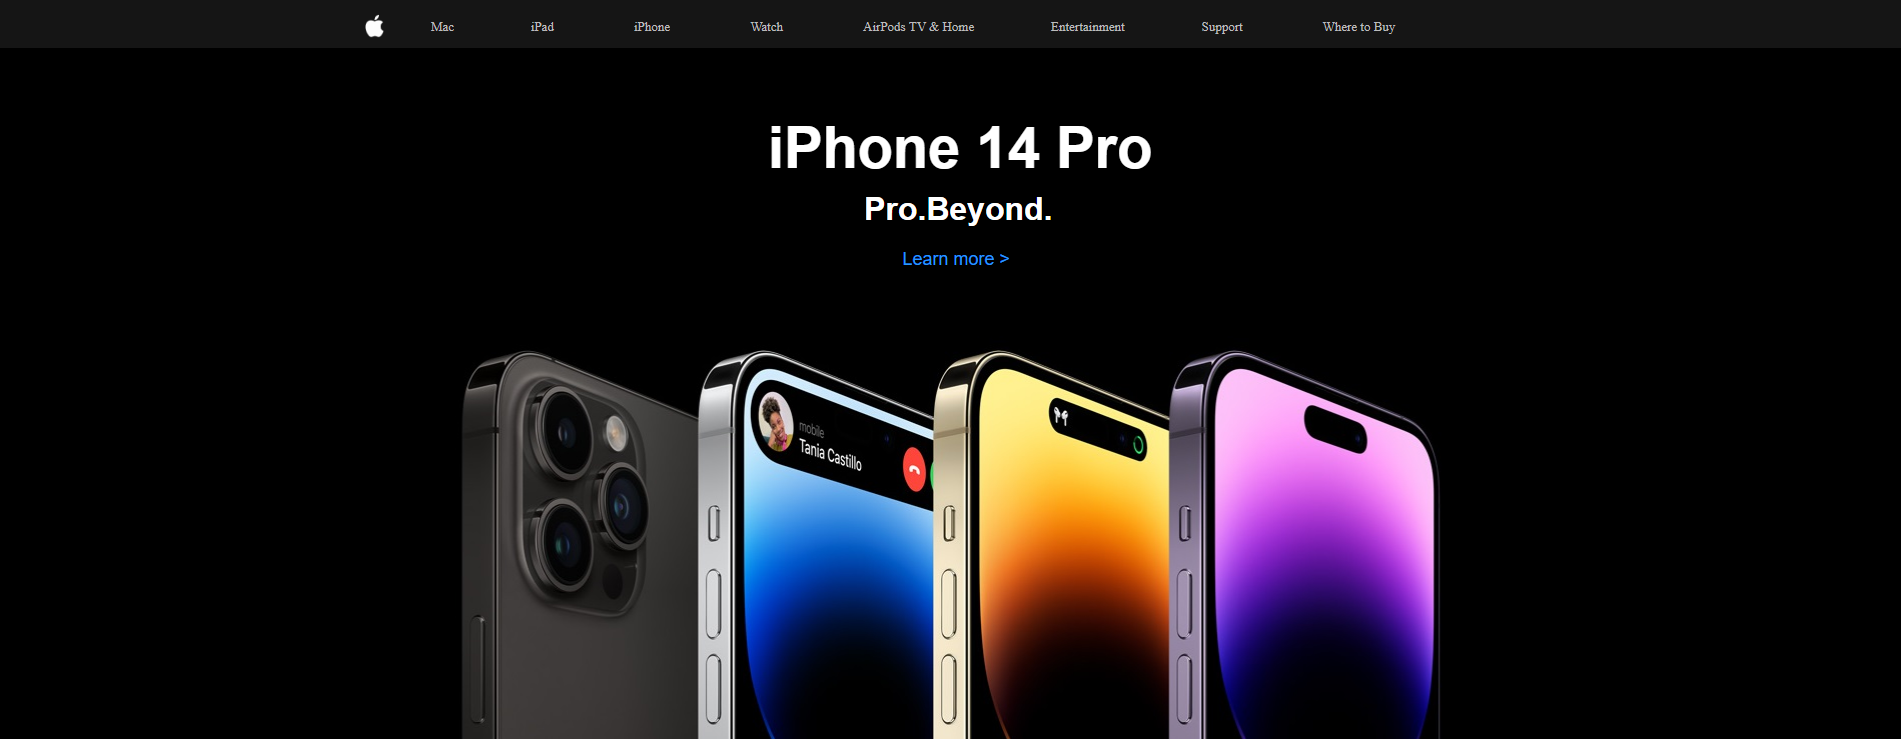 Mac iPad iPhone Watch AirPods TV & Home Entertainment Support Where to Buy
iPhone 14 Pro
Pro.Beyond.
Learn more >
mobile
Tania Castillo